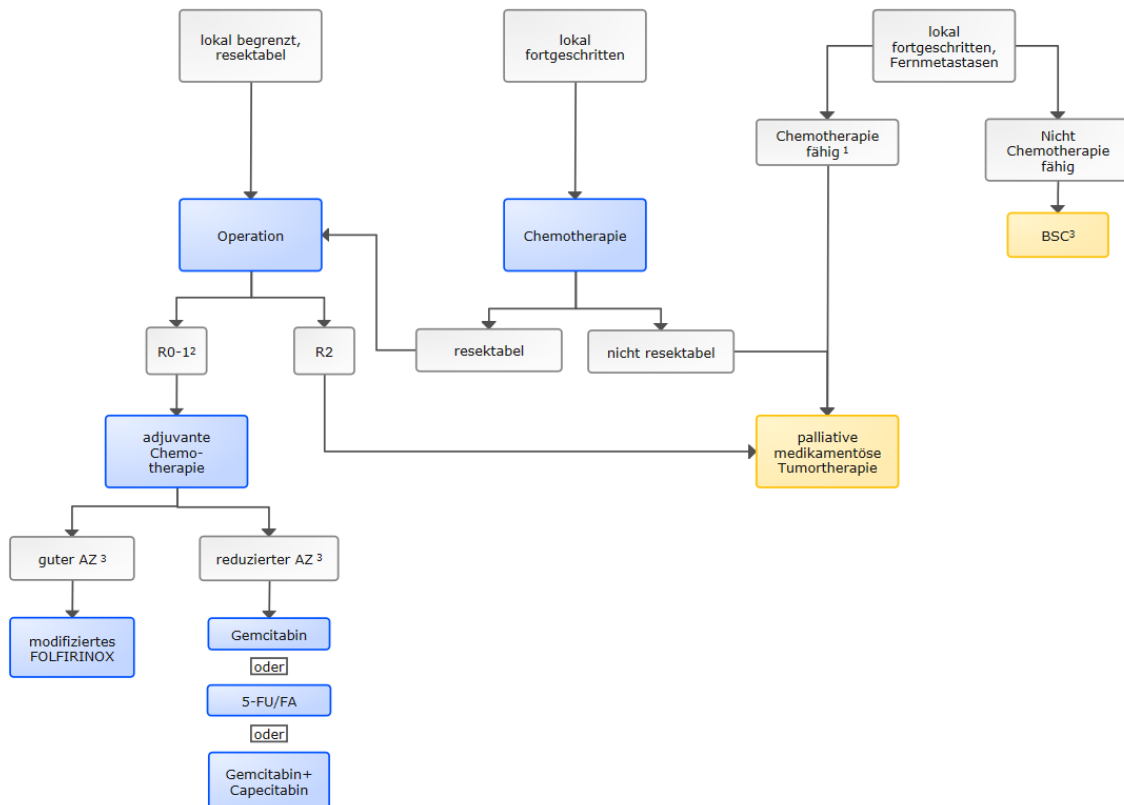 lokal begrenzt,
resektabel
lokal
fortgeschritten
lokal
fortgeschritten,
Fernmetastasen
Chemotherapie
fähig 1
Nicht
Chemotherapie
fähig
Operation
Chemotherapie
BSC3
R0-12
R2
resektabel
nicht resektabel
adjuvante
Chemo-
therapie
palliative
medikamentöse
Tumortherapie
guter AZ 3
reduzierter AZ 3
modifiziertes
FOLFIRINOX
Gemcitabin
oder
5-FU/FA
oder
Gemcitabin+
Capecitabin